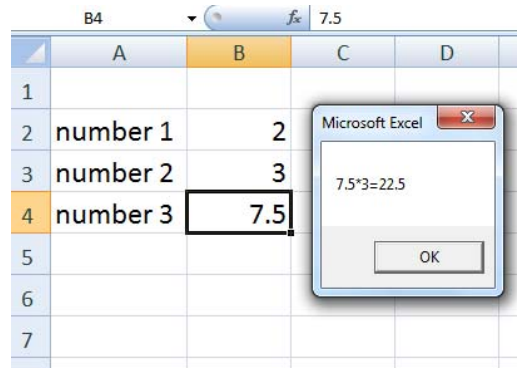 B4 fx 7.5
A B C D
1
2 number 1 2
3 number 2 3
4 number 3 7.5
5
6
7
Microsoft Excel
7.5*3=22.5
OK